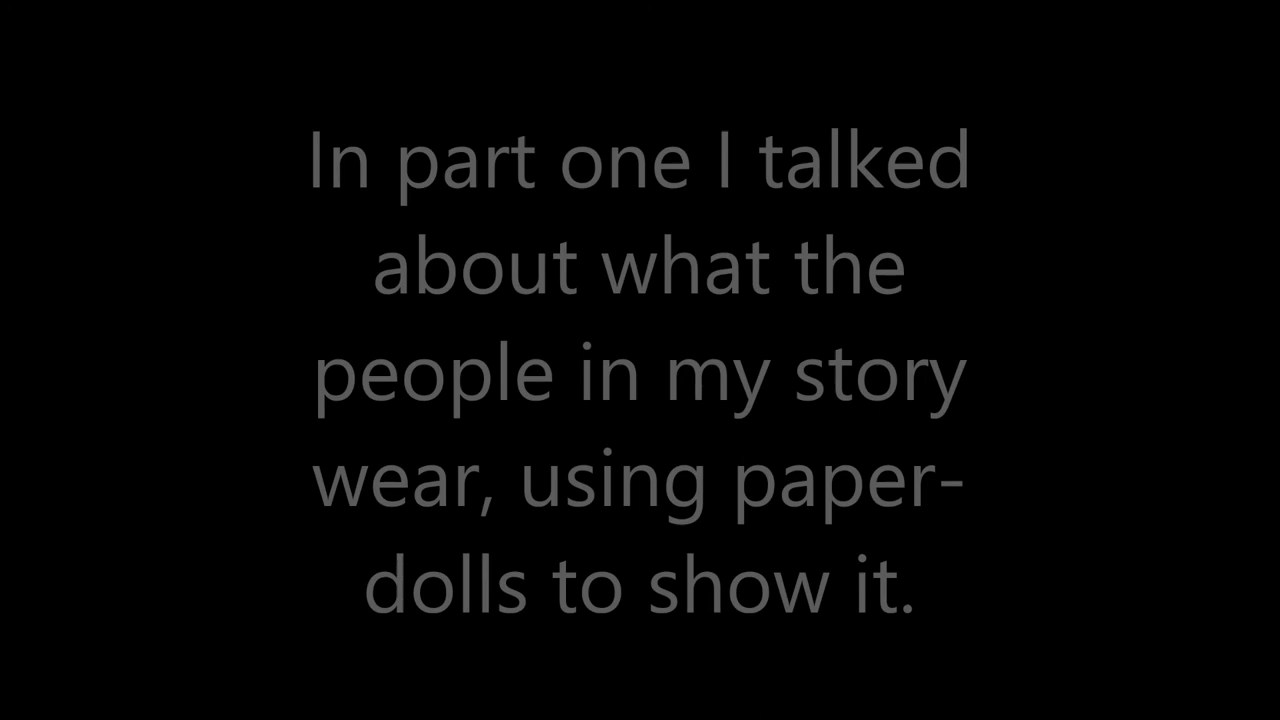 In part one I talked
about what the
people in my story
wear, using paper-
dolls to show it.